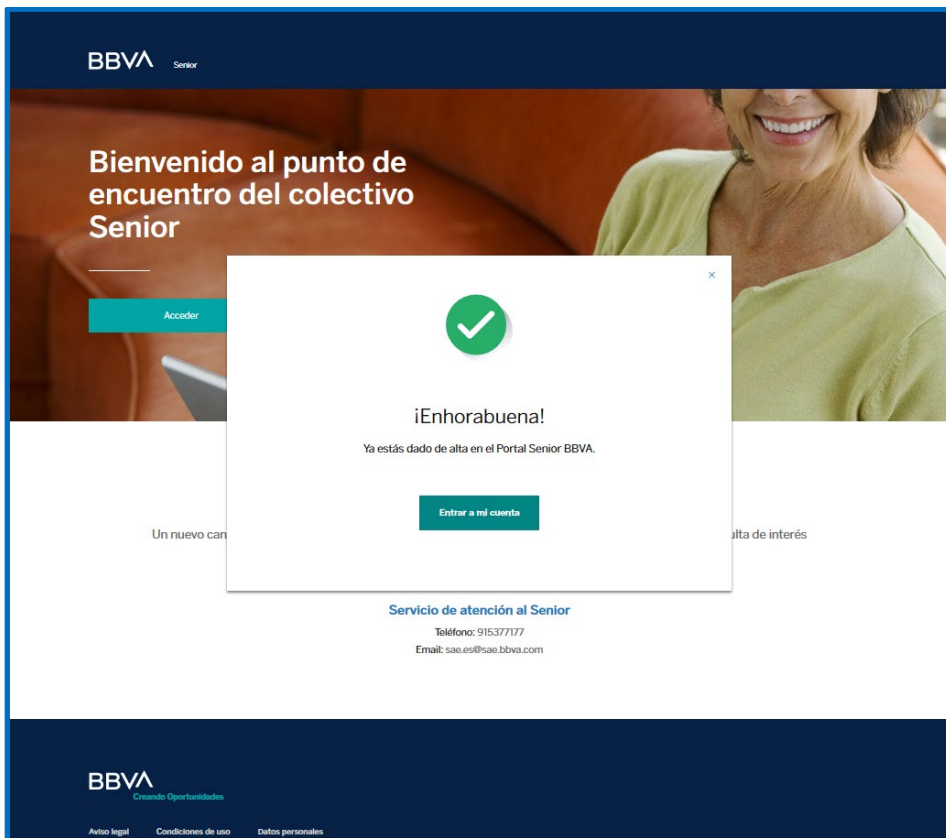 BBVA Senior
Bienvenido al punto de
encuentro del colectivo
Senior
Acceder
×
¡Enhorabuena!
Ya estás dado de alta en el Portal Senior BBVA.
Entrar a mi cuenta
Un nuevo can
ulta de interés
Servicio de atención al Senior
Teléfono: 915377177
Email: sae.es@sae.bbva.com
BBVA
Creando Oportunidades
Aviso legal Condiciones de uso Datos personales